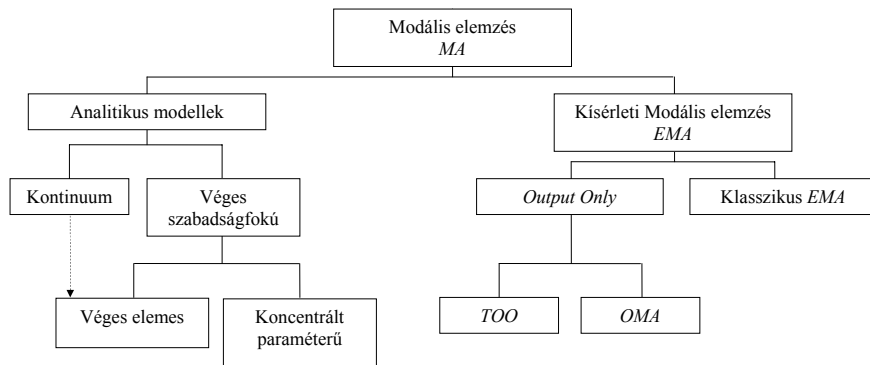 Modális elemzés
MA
Analitikus modellek
Kísérleti Modális elemzés
EMA
Kontinuum
Véges
szabadságfokú
Output Only
Klasszikus EMA
Véges elemes
Koncentrált
paraméterű
TOO
OMA